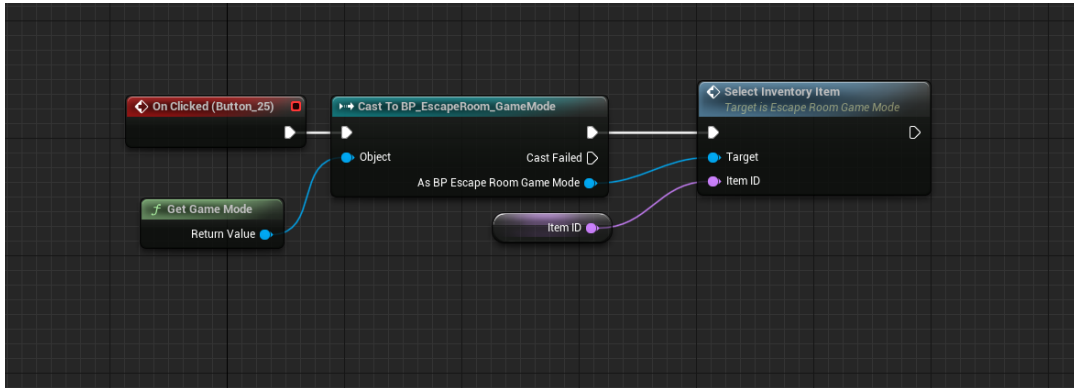 On Clicked (Button_25)
Cast To BP_EscapeRoom_GameMode
Object
Cast Failed
As BP Escape Room Game Mode
Select Inventory Item
Target is Escape Room Game Mode
Target
Item ID
f Get Game Mode
Return Value
Item ID